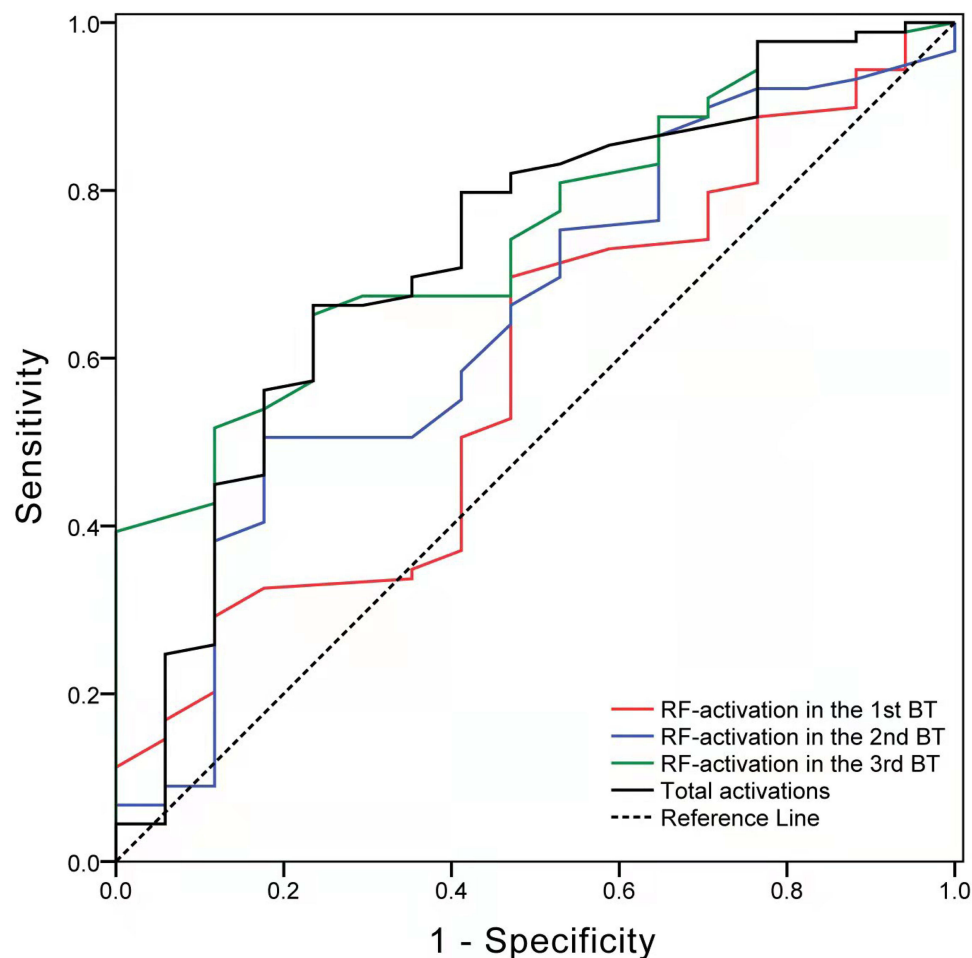 1.0
0.8
0.6
0.4
0.2
0.0
Sensitivity
RF-activation in the 1st BT
RF-activation in the 2nd BT
RF-activation in the 3rd BT
Total activations
Reference Line
0.0 0.2 0.4 0.6 0.8 1.0
1 - Specificity